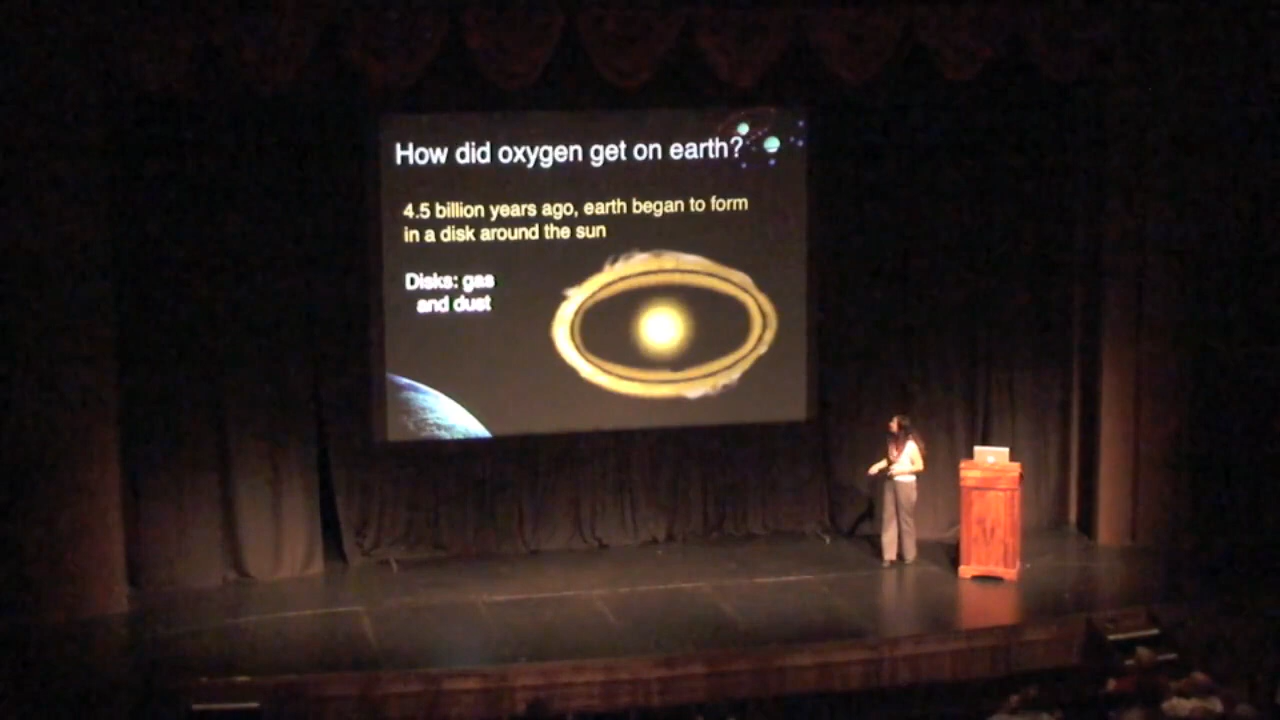 How did oxygen get on earth?
4.5 billion years ago, earth began to form
in a disk around the sun
Disks: gas
and dust